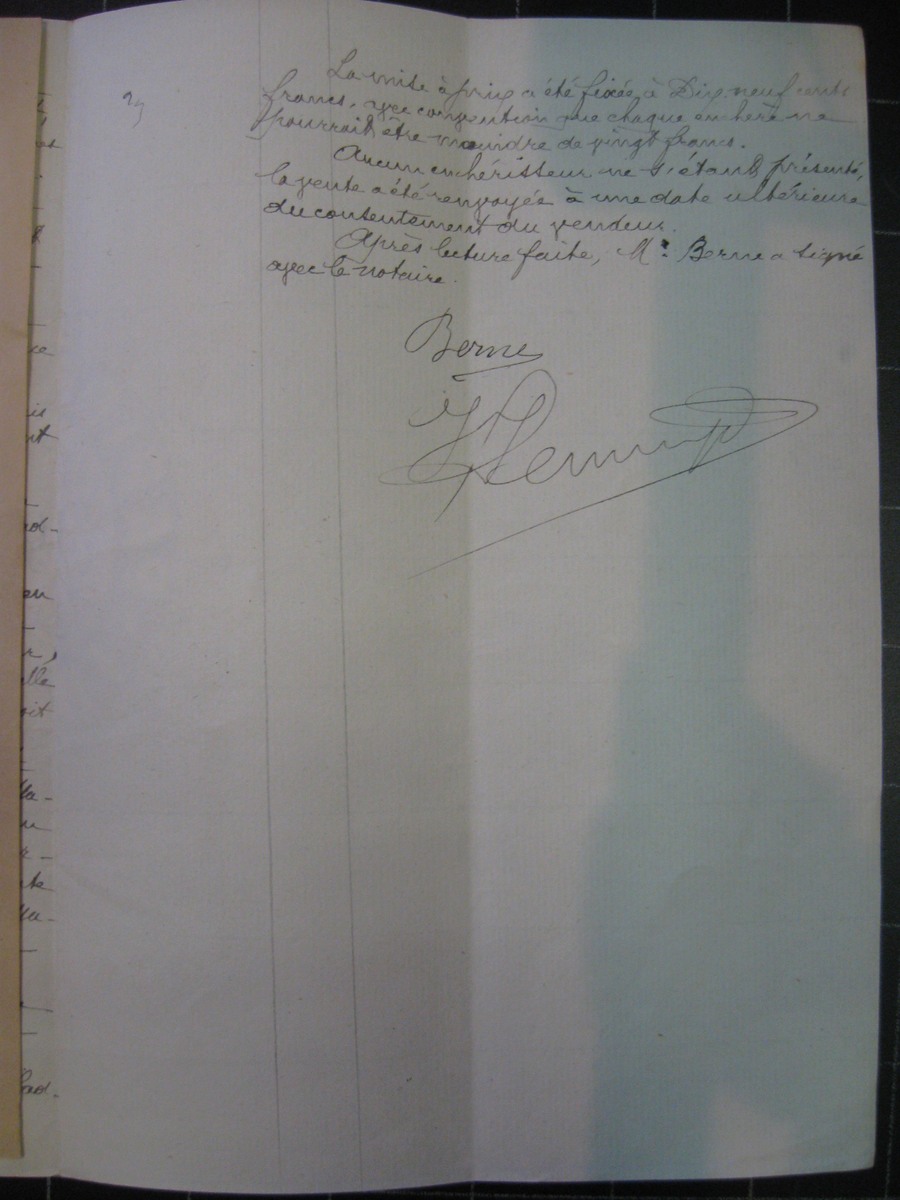 La mise à prix a été fixée à Dix neuf cents
francs, avec convention que chaque enchère ne
pourrait être moindre de vingt francs.
Aucun enchérisseur ne s'étant présenté,
la vente a été renvoyée à une date ultérieure
du consentement du vendeur.
Après lecture faite, Mr Berne a signé
avec le notaire.
Berne